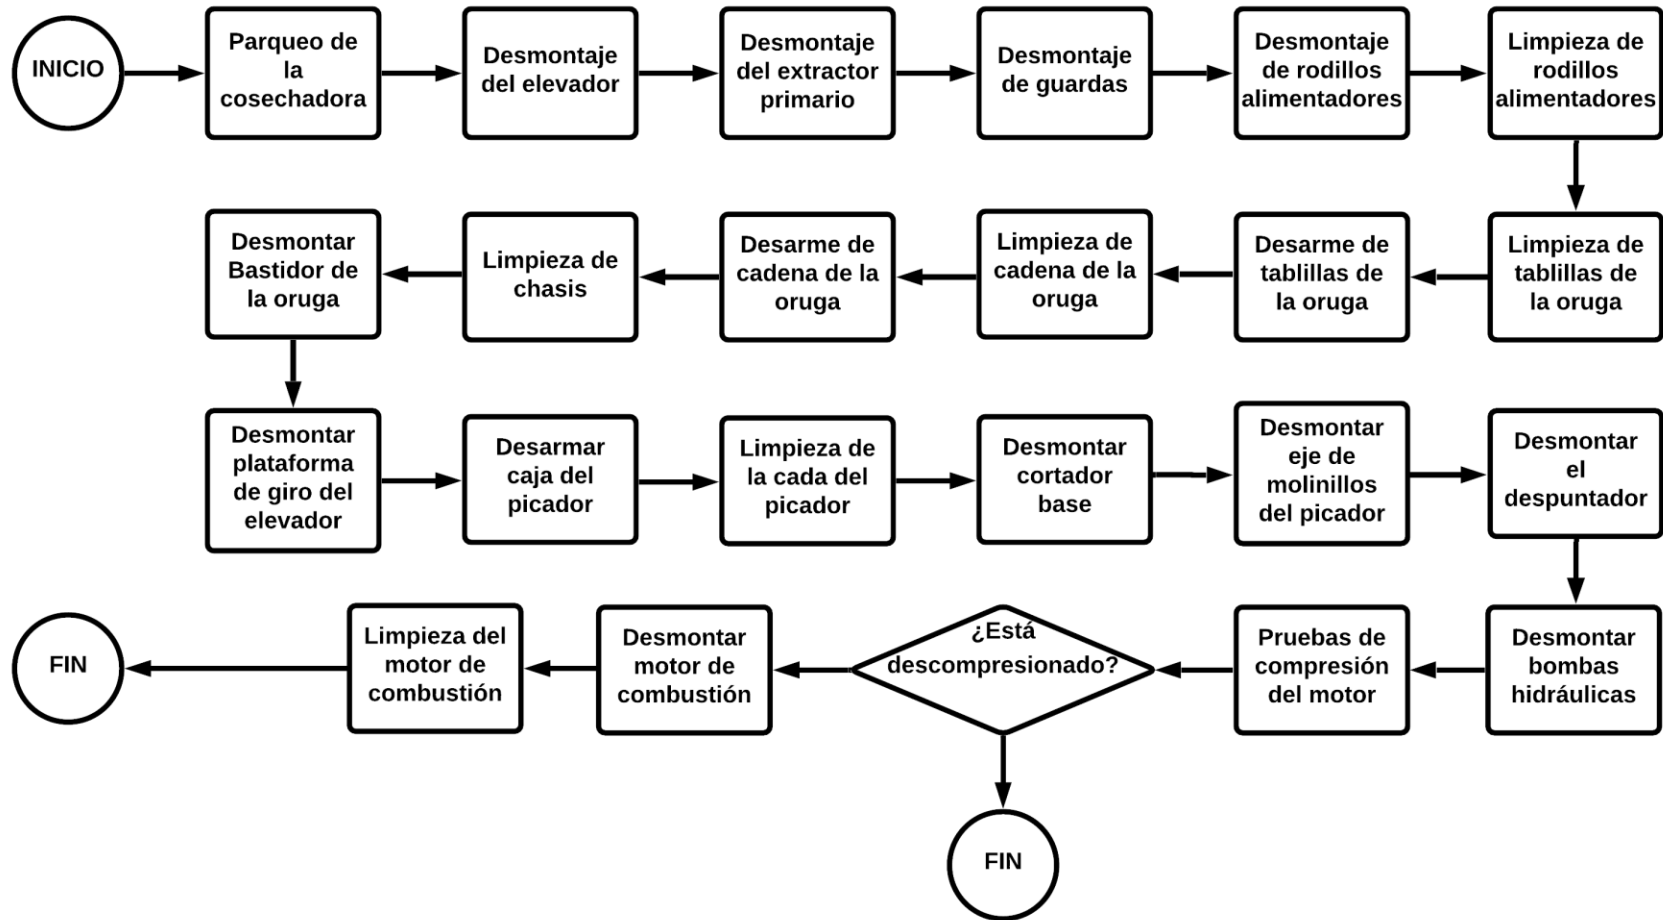 INICIO
Parqueo de
la
cosechadora
Desmontaje
del elevador
Desmontaje
del extractor
primario
Desmontaje
de guardas
Desmontaje
de rodillos
alimentadores
Limpieza de
rodillos
alimentadores
Limpieza de
tablillas de
la oruga
Desarme de
tablillas de
la oruga
Limpieza de
cadena de la
oruga
Desarme de
cadena de la
oruga
Limpieza de
chasis
Desmontar
Bastidor de
la oruga
Desmontar
plataforma
de giro del
elevador
Desarmar
caja del
picador
Limpieza de
la cada del
picador
Desmontar
cortador
base
Desmontar
eje de
molinillos
del picador
Desmontar
el
despuntador
Desmontar
bombas
hidráulicas
Pruebas de
compresión
del motor
¿Está
descompresionado?
Desmontar
motor de
combustión
Limpieza del
motor de
combustión
FIN
FIN